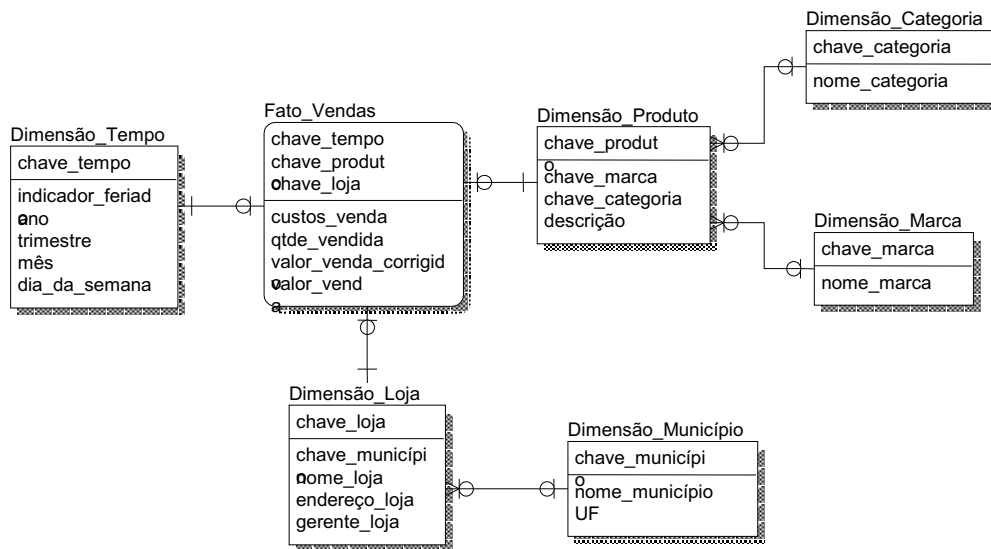 Dimensão_Categoria
chave_categoria
nome_categoria
Fato_Vendas
chave_tempo
chave_produt
o
chave_loja
custos_venda
qtde_vendida
valor_venda_corrigid
o
valor_vend
a
Dimensão_Produto
chave_produt
o
chave_marca
chave_categoria
descrição
Dimensão_Tempo
chave_tempo
indicador_feriad
o
ano
trimestre
mês
dia_da_semana
Dimensão_Marca
chave_marca
nome_marca
Dimensão_Loja
chave_loja
chave_municípi
o
nome_loja
endereço_loja
gerente_loja
Dimensão_Município
chave_municípi
o
nome_município
UF